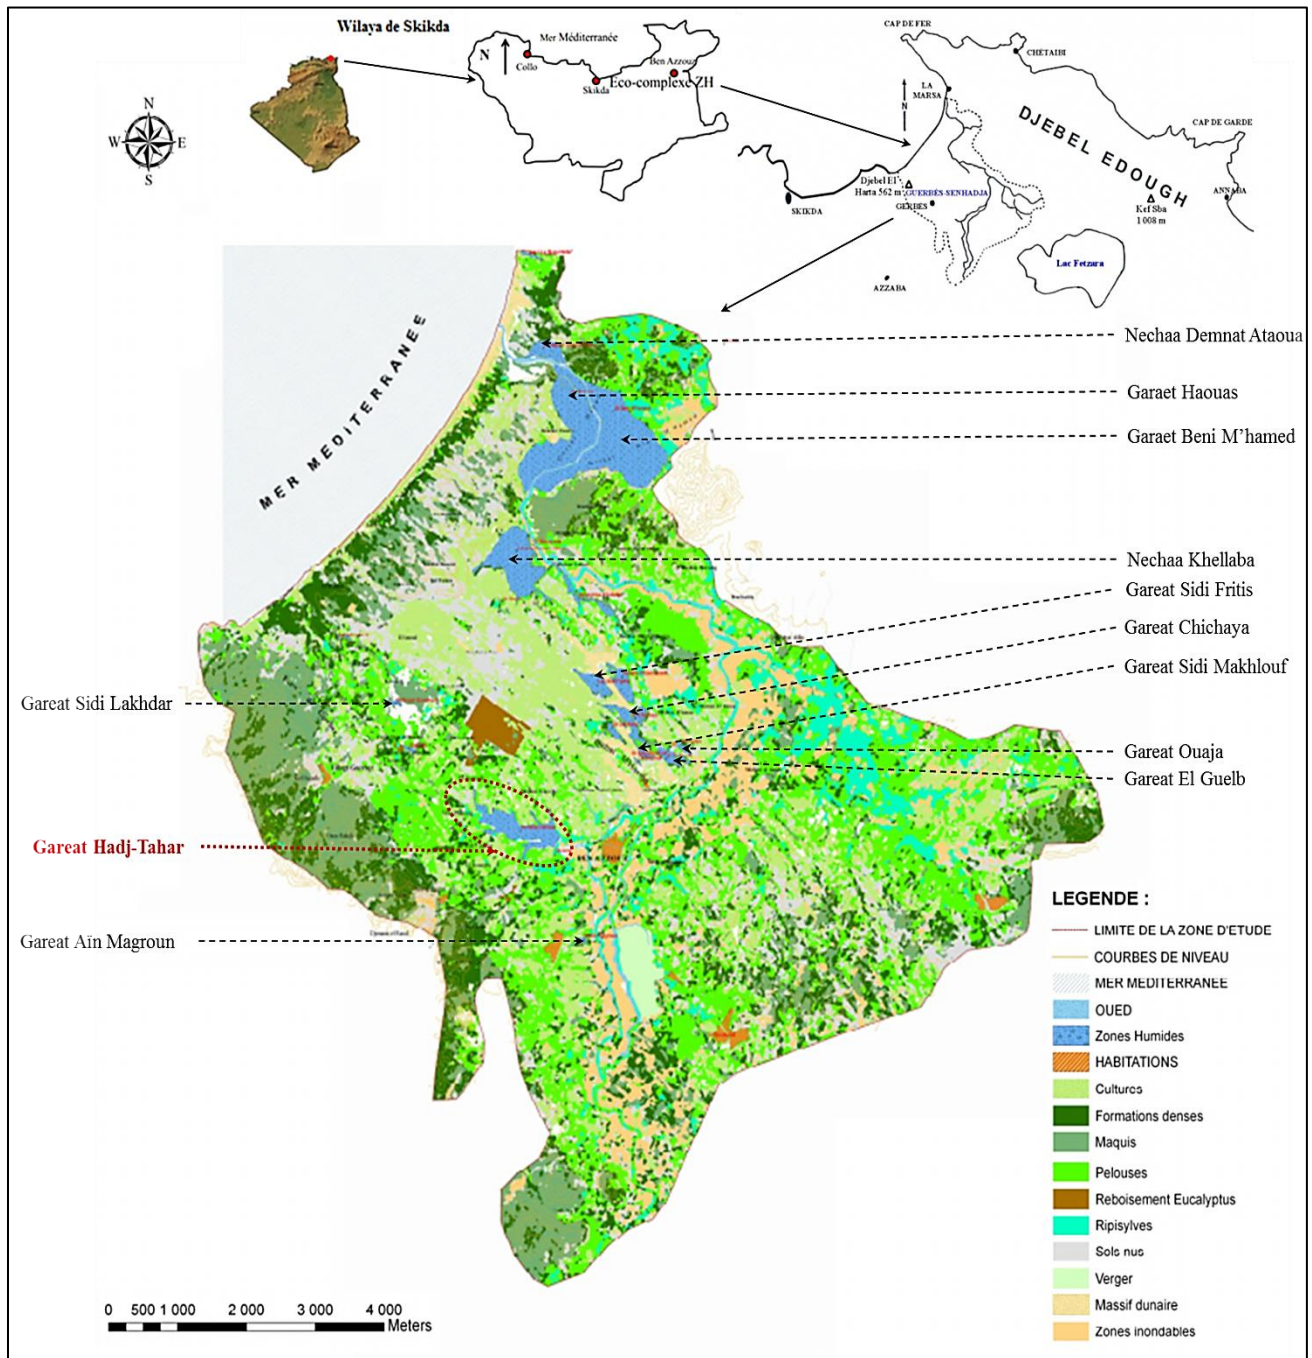 Wilaya de Skikda
N
W
E
S
N
Mer Méditerranée
Collo
Skikda
Ben Azzouz
Eco-complexe ZH
CAP DE FER
CHETAIBI
LA
MARSA
N
DJEBEL EDOUGH
CAP DE GARDE
ANNABA
Kef Sba
1 008 m
Djebel El
Harta 562 m
GUERBES-SENHADJA
GERBES
SKIKDA
AZZABA
Lac Fetzara
MER MEDITERRANEE
Nechaa Demnat Ataoua
Garaet Haouas
Garaet Beni M'hamed
Nechaa Khellaba
Gareat Sidi Fritis
Gareat Chichaya
Gareat Sidi Makhlouf
Gareat Ouaja
Gareat El Guelb
Gareat Sidi Lakhdar
Gareat Hadj-Tahar
Gareat Aïn Magroun
LEGENDE :
LIMITE DE LA ZONE D'ETUDE
COURBES DE NIVEAU
MER MEDITERRANEE
OUED
Zones Humides
HABITATIONS
Cultures
Formations denses
Maquis
Pelouses
Reboisement Eucalyptus
Ripisylves
Sols nus
Verger
Massif dunaire
Zones inondables
0 500 1 000 2 000 3 000 4 000
Meters